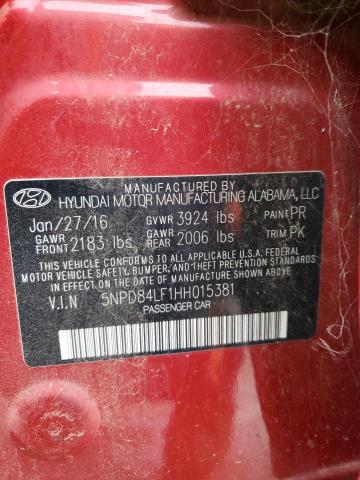 MANUFACTURED BY
HYUNDAI MOTOR MANUFACTURING ALABAMA, LLC
Jan/27/16 GVWR 3924 lbs PAINT PR
GAWR FRONT 2183 lbs GAWR REAR 2006 lbs TRIM PK
THIS VEHICLE CONFORMS TO ALL APPLICABLE U.S.A. FEDERAL
MOTOR VEHICLE SAFETY, BUMPER, AND THEFT PREVENTION
STANDARDS IN EFFECT ON THE DATE OF MANUFACTURE SHOWN ABOVE.
V.I.N 5NPD84LF1HH015381
PASSENGER CAR